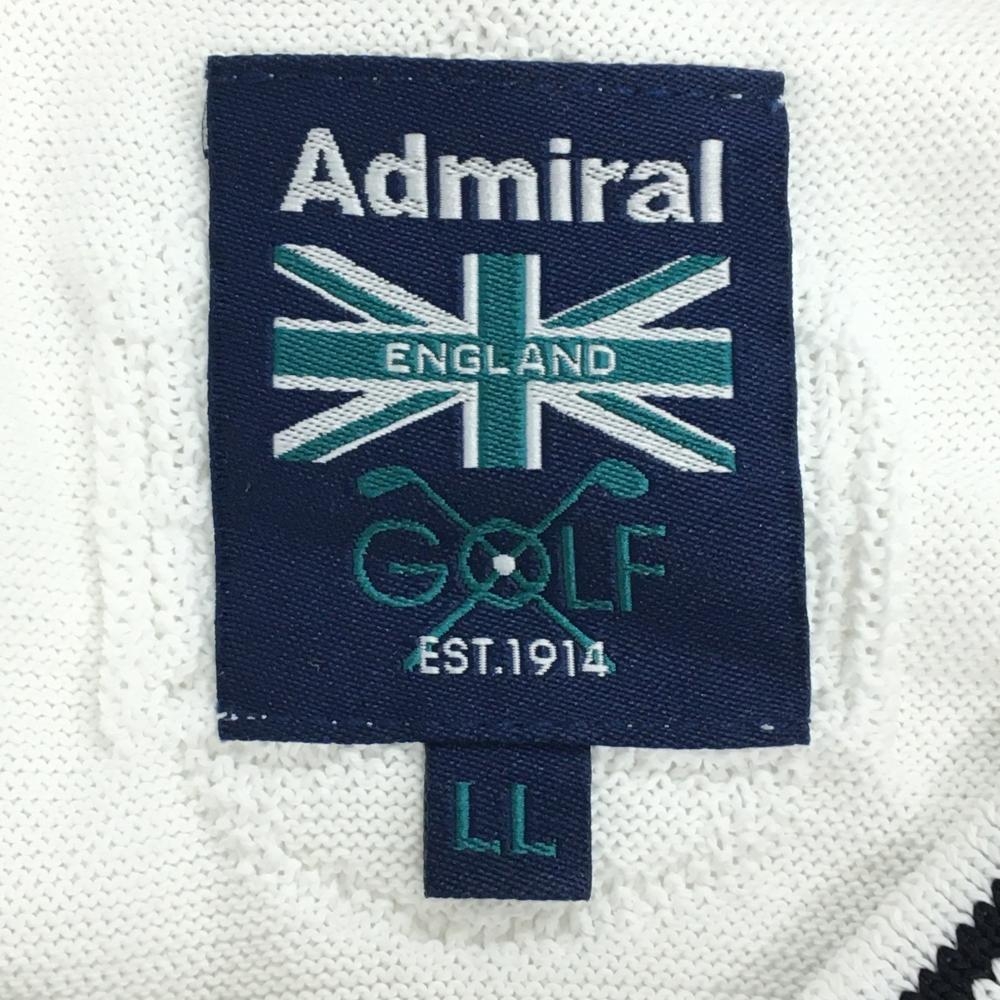 Admiral
ENGLAND
GOLF
EST.1914
LL